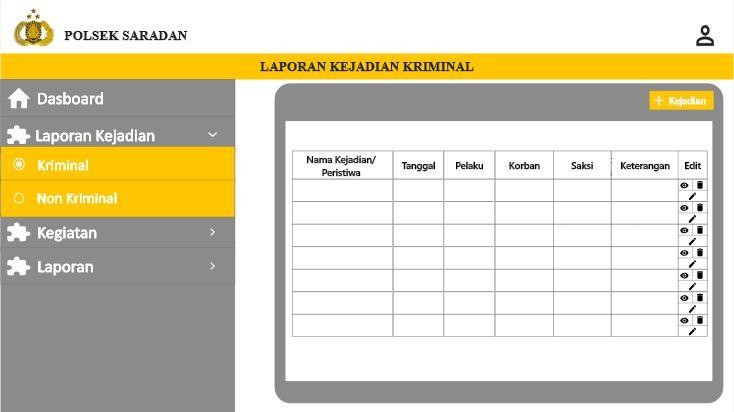 POLSEK SARADAN
LAPORAN KEJADIAN KRIMINAL
Dasboard
Laporan Kejadian
Kriminal
Non Kriminal
Kegiatan
Laporan
+ Kejadian
Nama Kejadian/
Peristiwa
Tanggal
Pelaku
Korban
Saksi
Keterangan
Edit